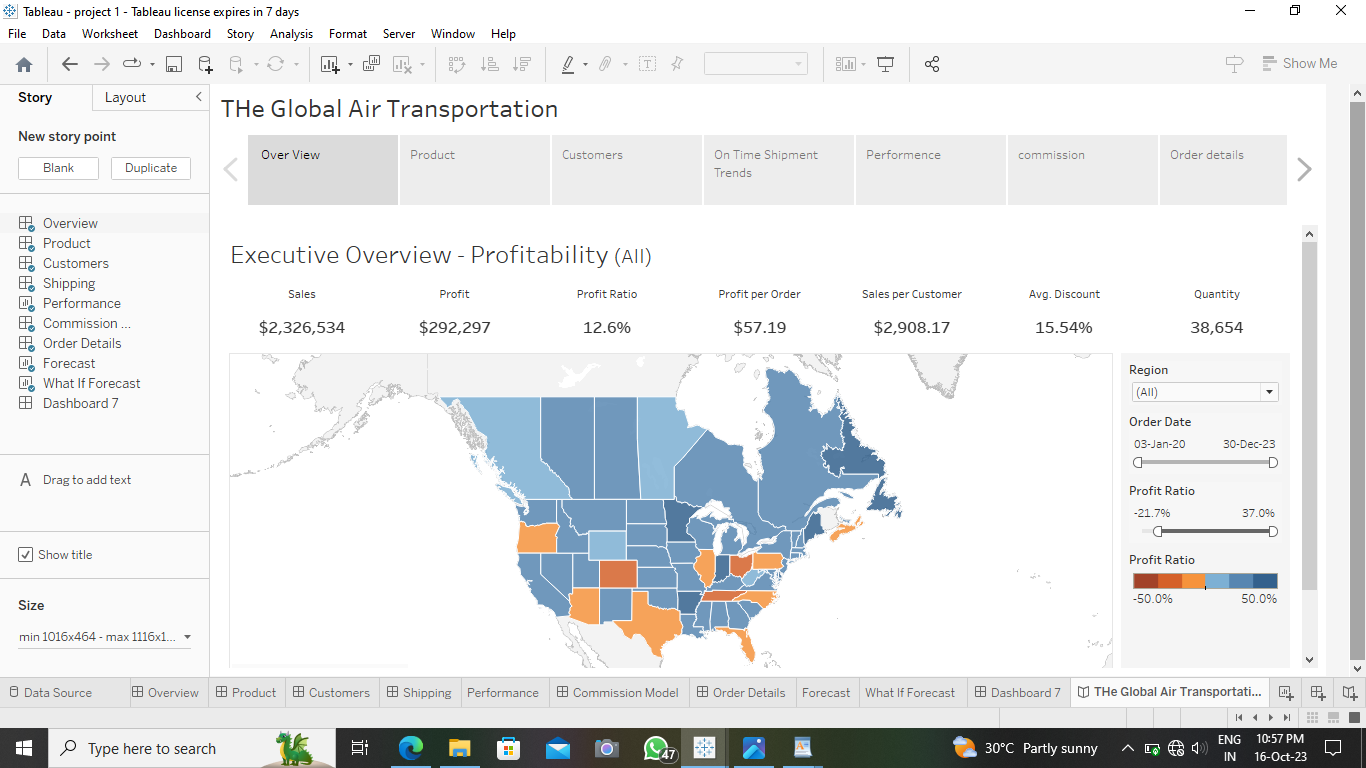 Tableau - project 1 - Tableau license expires in 7 days
File Data Worksheet Dashboard Story Analysis Format Server Window Help
Show Me
Story Layout
New story point
Blank Duplicate
Overview
Product
Customers
Shipping
Performance
Commission ...
Order Details
Forecast
What If Forecast
Dashboard 7
A Drag to add text
Show title
Size
min 1016x464 - max 1116x1...
THe Global Air Transportation
Over View Product Customers On Time Shipment Performence commission Order details
Trends
Executive Overview - Profitability (All)
Sales Profit Profit Ratio Profit per Order Sales per Customer Avg. Discount Quantity
$2,326,534 $292,297 12.6% $57.19 $2,908.17 15.54% 38,654
Region
(All)
Order Date
03-Jan-20 30-Dec-23
Profit Ratio
-21.7% 37.0%
Profit Ratio
-50.0% 50.0%
Data Source Overview Product Customers Shipping Performance Commission Model Order Details Forecast What If Forecast Dashboard 7 THe Global Air Transportati...
Type here to search 47 30°C Partly sunny ENG 10:57 PM
IN 16-Oct-23